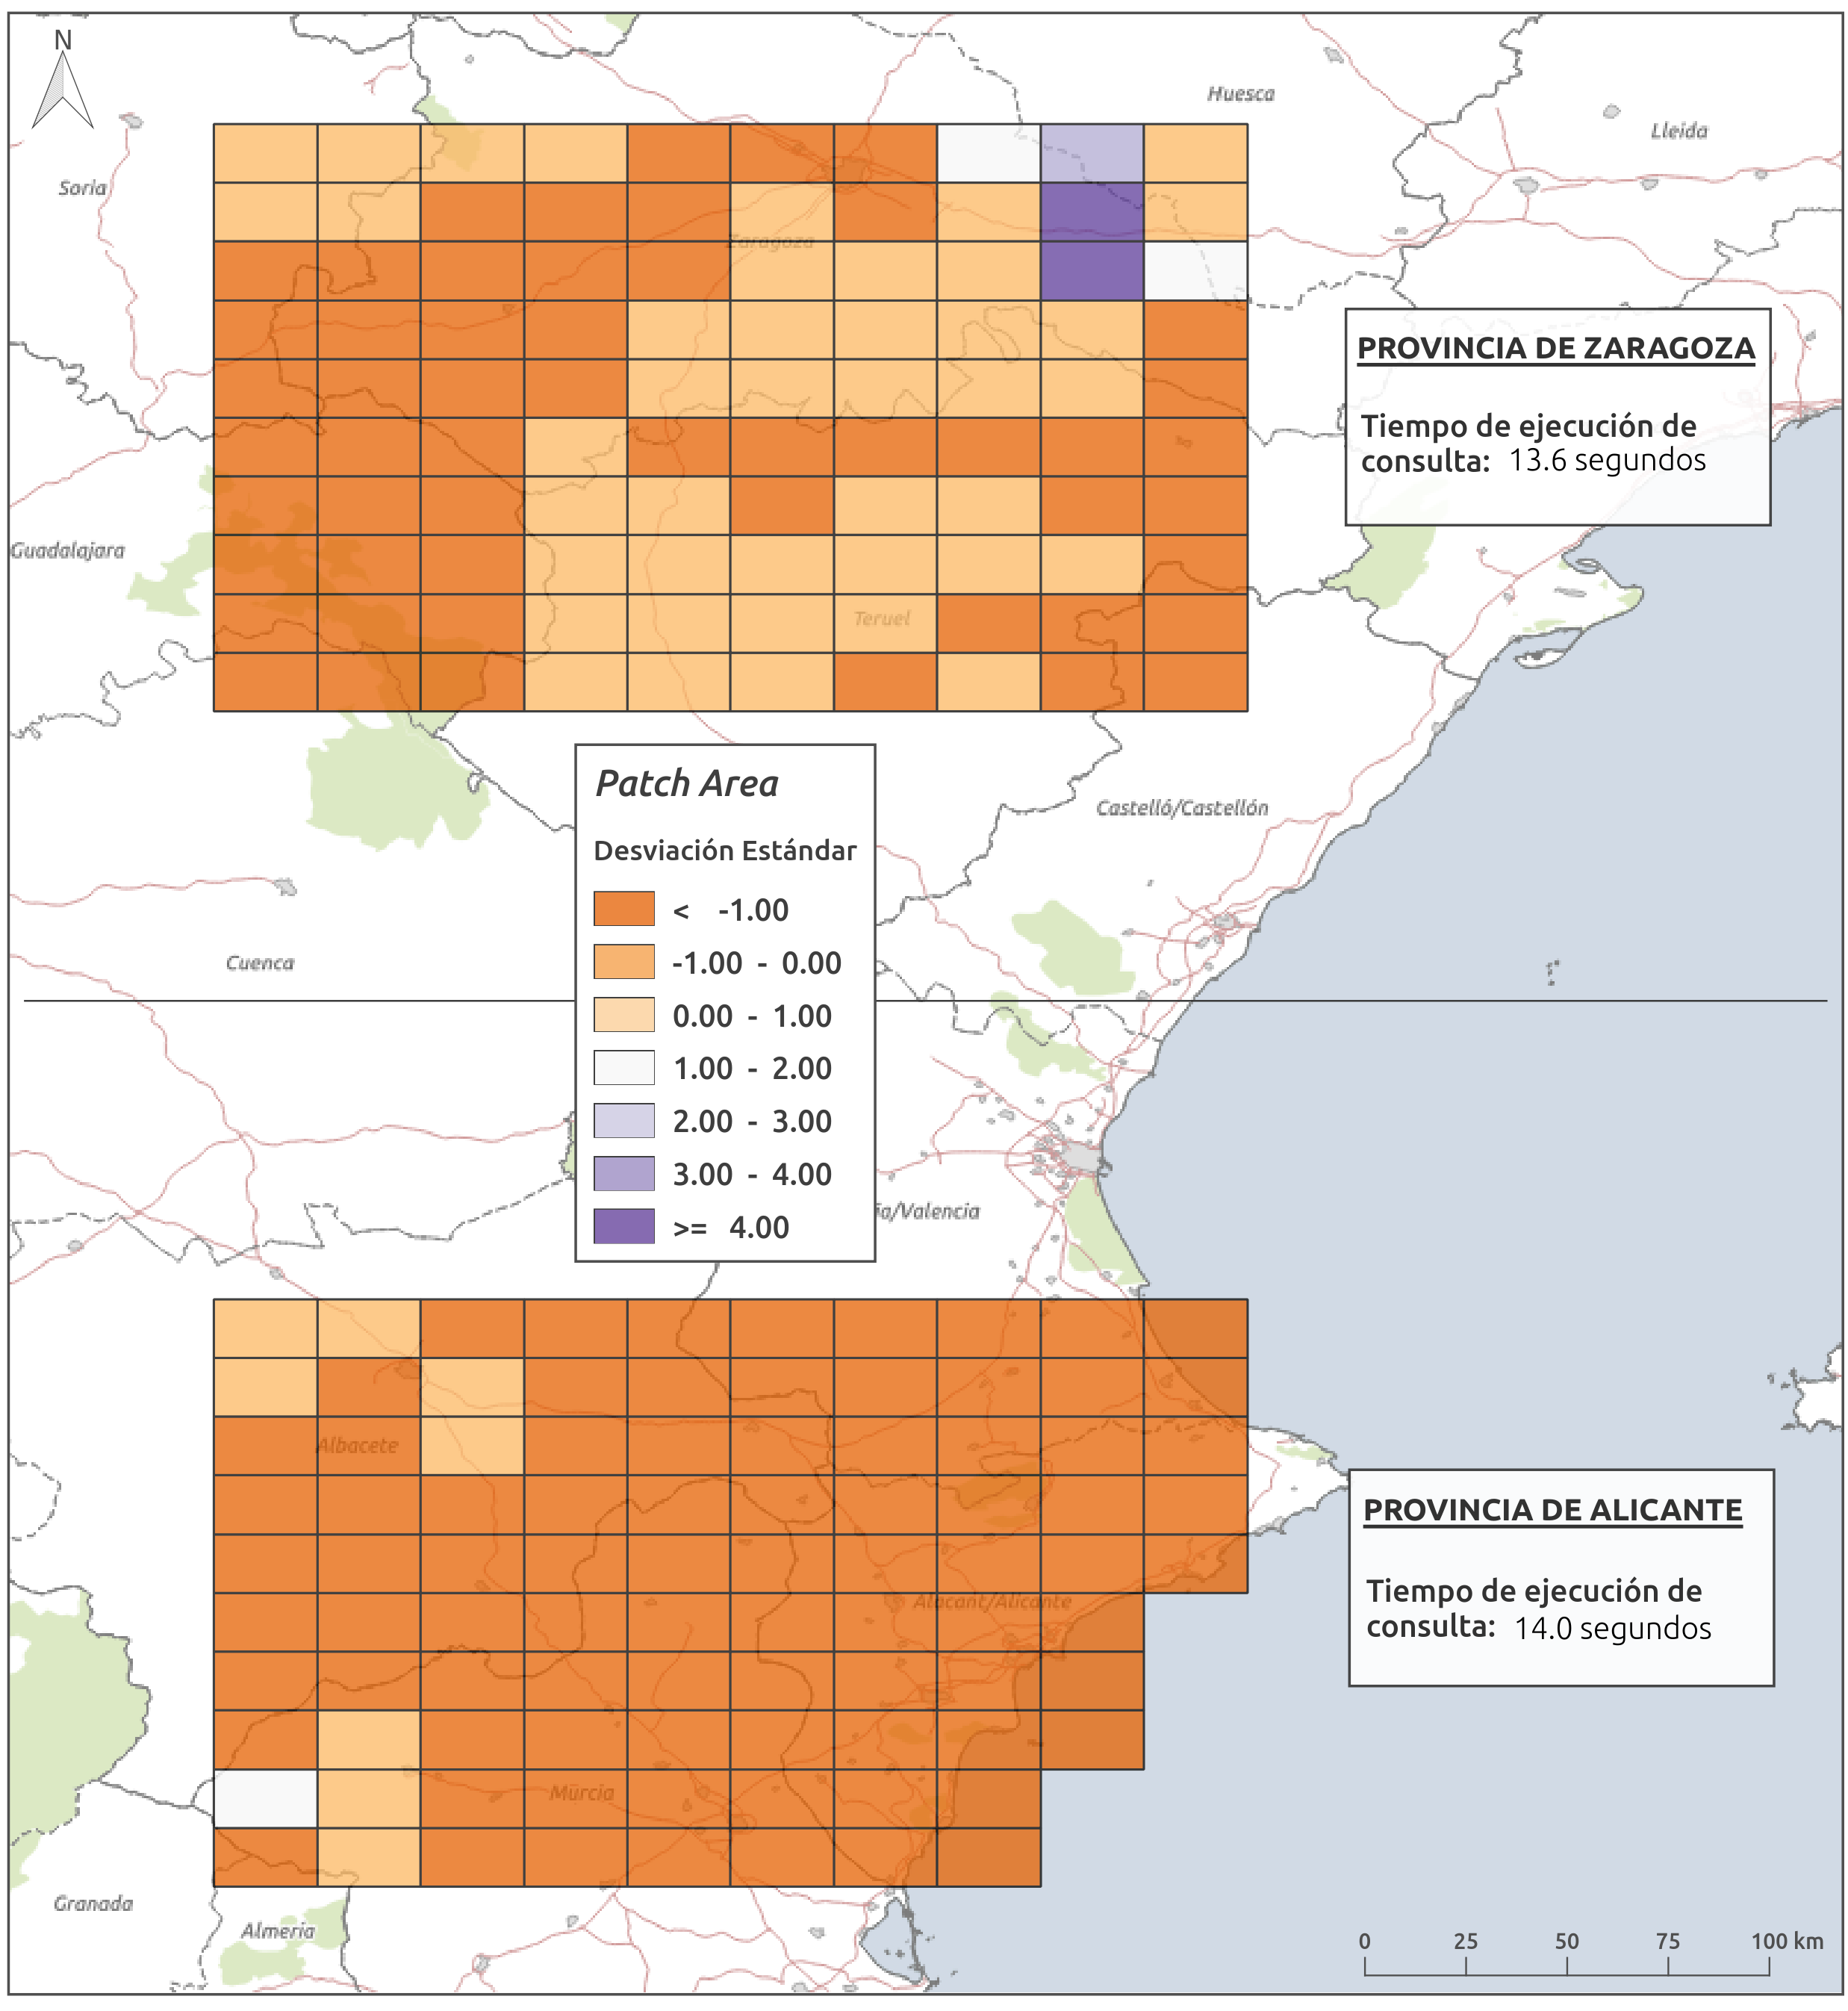 N
Huesca
Lleida
Soria
Zaragoza
PROVINCIA DE ZARAGOZA
Tiempo de ejecución de
consulta: 13.6 segundos
Guadalajara
Teruel
Patch Area
Desviación Estándar
< -1.00
-1.00 - 0.00
0.00 - 1.00
1.00 - 2.00
2.00 - 3.00
3.00 - 4.00
>= 4.00
Castelló/Castellón
Cuenca
ia/Valencia
Albacete
PROVINCIA DE ALICANTE
Tiempo de ejecución de
consulta: 14.0 segundos
Alacant/Alicante
Murcia
Granada
Almería
0 25 50 75 100 km